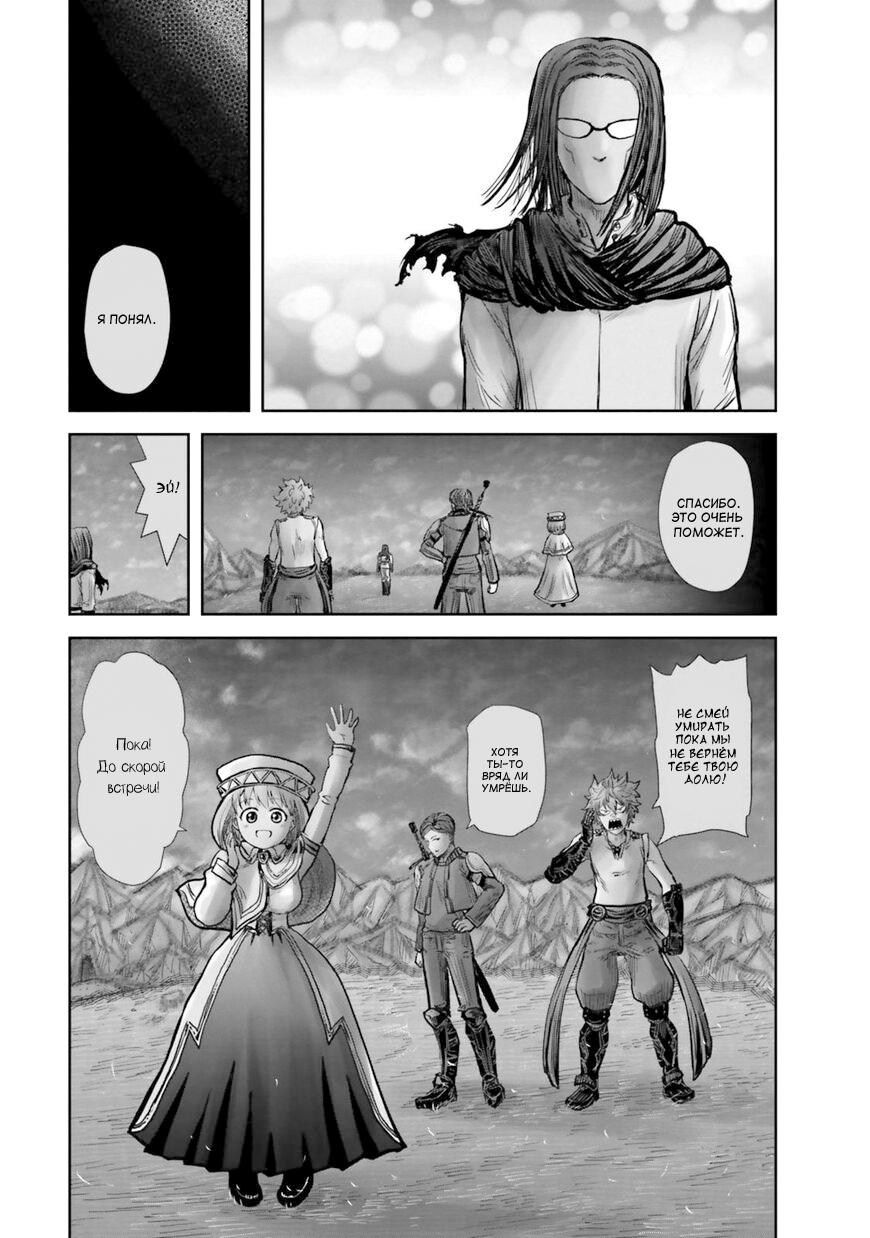 Я ПОНЯЛ.
СПАСИБО.
ЭТО ОЧЕНЬ
ПОМОЖЕТ.
ЭЙ!
НЕ СМЕЙ
УМИРАТЬ
ПОКА МЫ
НЕ ВЕРНЁМ
ТЕБЕ ТВОЮ
ДОЛЮ!
ХОТЯ
ТЫ-ТО
ВРЯД ЛИ
УМРЁШЬ.
Пока!
До скорой
встречи!